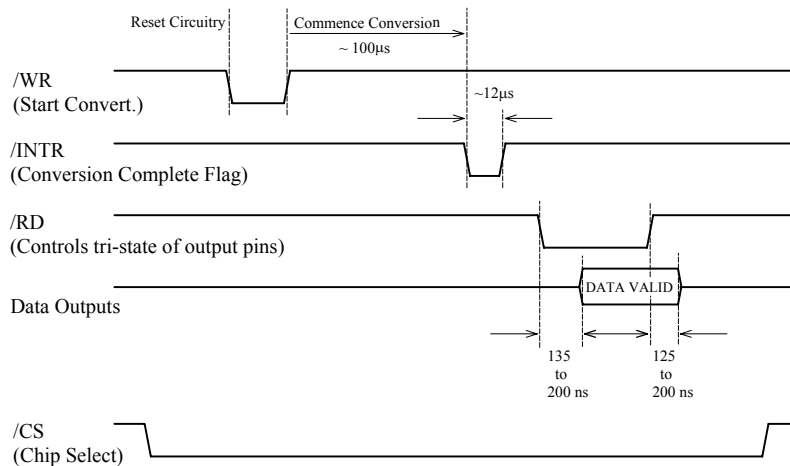 Reset Circuitry
Commence Conversion
~ 100µs
/WR
(Start Convert.)
~12µs
/INTR
(Conversion Complete Flag)
/RD
(Controls tri-state of output pins)
DATA VALID
Data Outputs
135
to
200 ns
125
to
200 ns
/CS
(Chip Select)